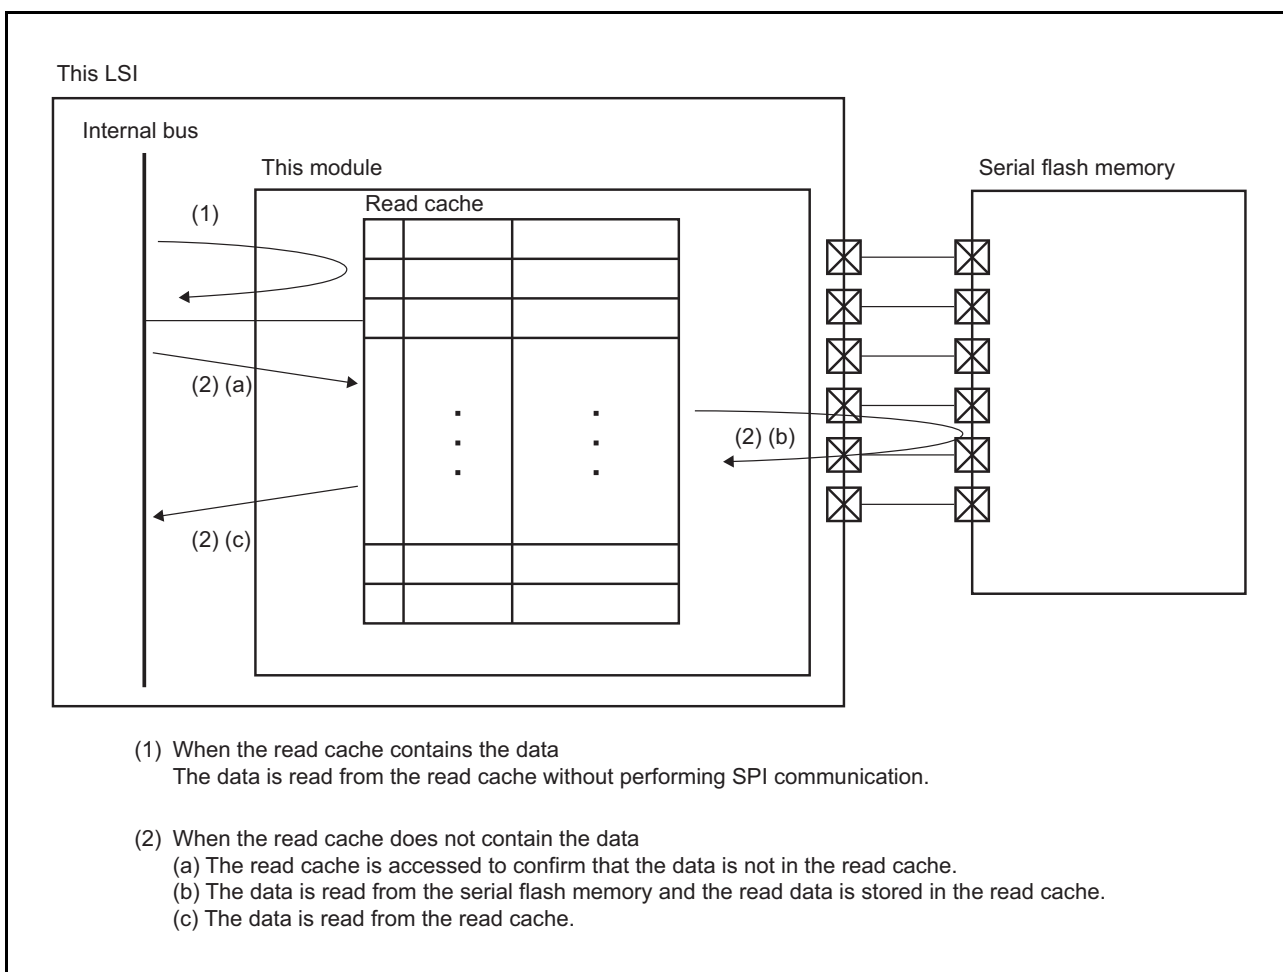 This LSI
Internal bus
This module
Serial flash memory
Read cache
(1)
(2) (a)
(2) (b)
(2) (c)
(1) When the read cache contains the data
The data is read from the read cache without performing SPI communication.
(2) When the read cache does not contain the data
(a) The read cache is accessed to confirm that the data is not in the read cache.
(b) The data is read from the serial flash memory and the read data is stored in the read cache.
(c) The data is read from the read cache.